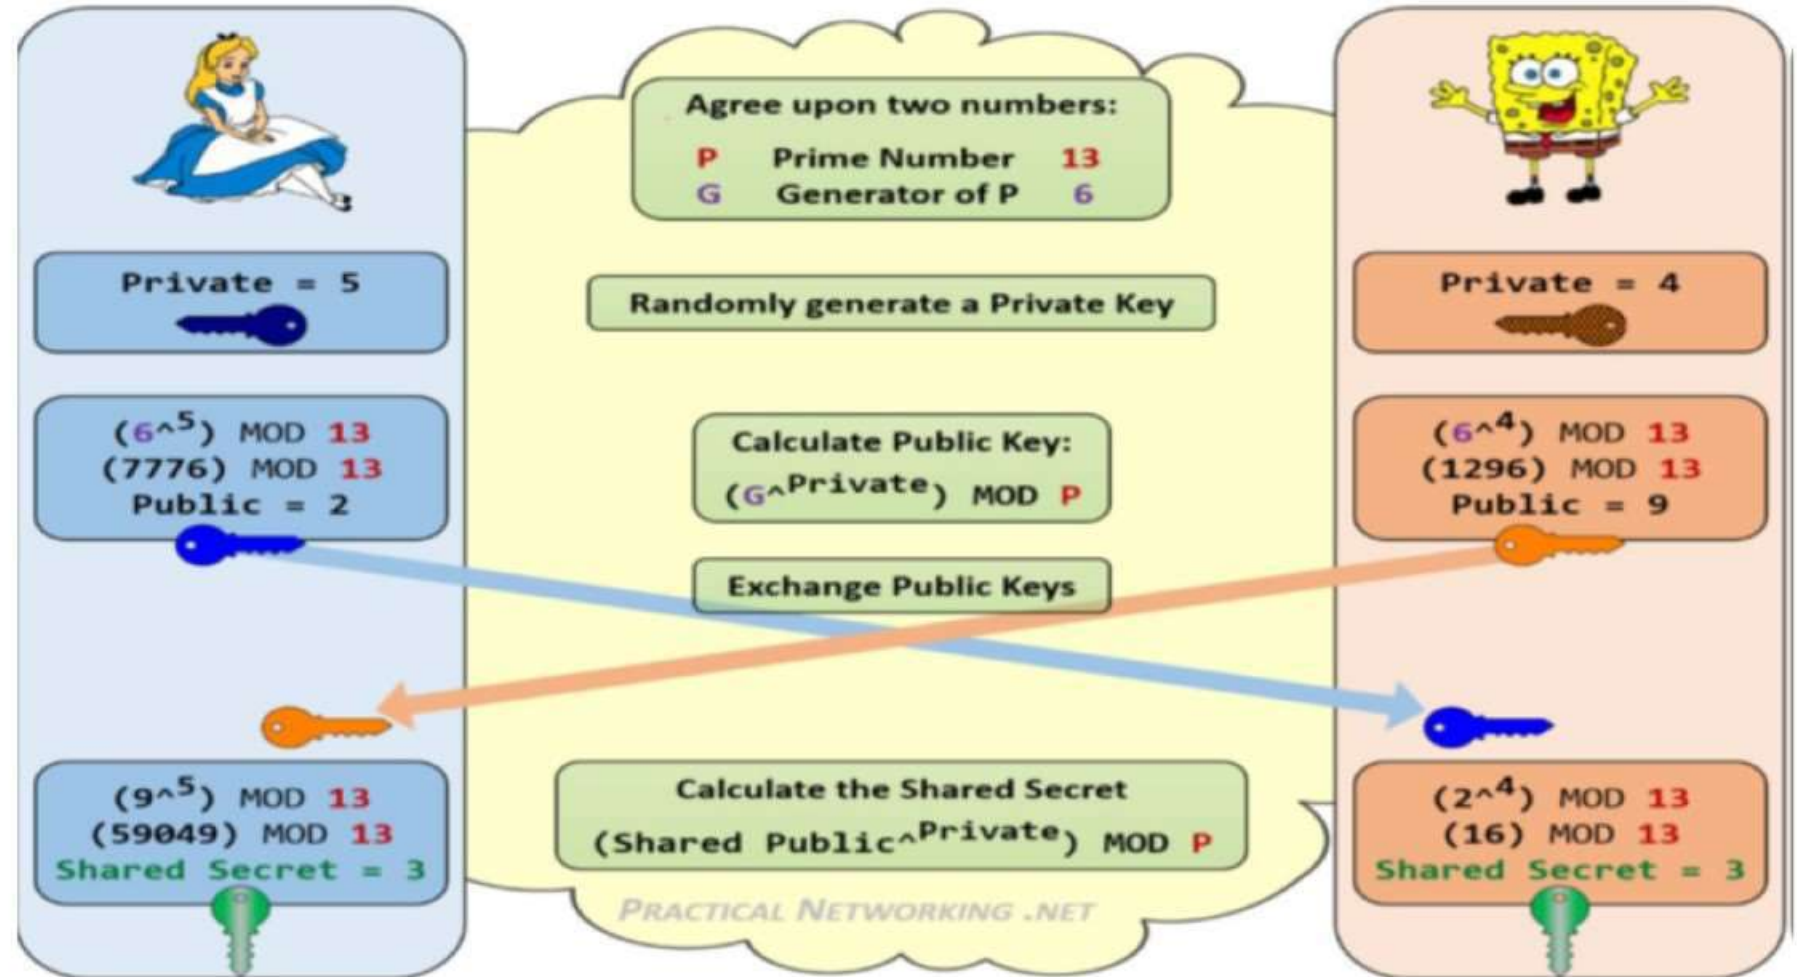 Agree upon two numbers:
P Prime Number 13
G Generator of P 6
Private = 5
Randomly generate a Private Key
Private = 4
(6^5) MOD 13
(7776) MOD 13
Public = 2
Calculate Public Key:
(G^Private) MOD P
(6^4) MOD 13
(1296) MOD 13
Public = 9
Exchange Public Keys
(9^5) MOD 13
(59049) MOD 13
Shared Secret = 3
Calculate the Shared Secret
(Shared Public^Private) MOD P
(2^4) MOD 13
(16) MOD 13
Shared Secret = 3
PRACTICAL NETWORKING .NET